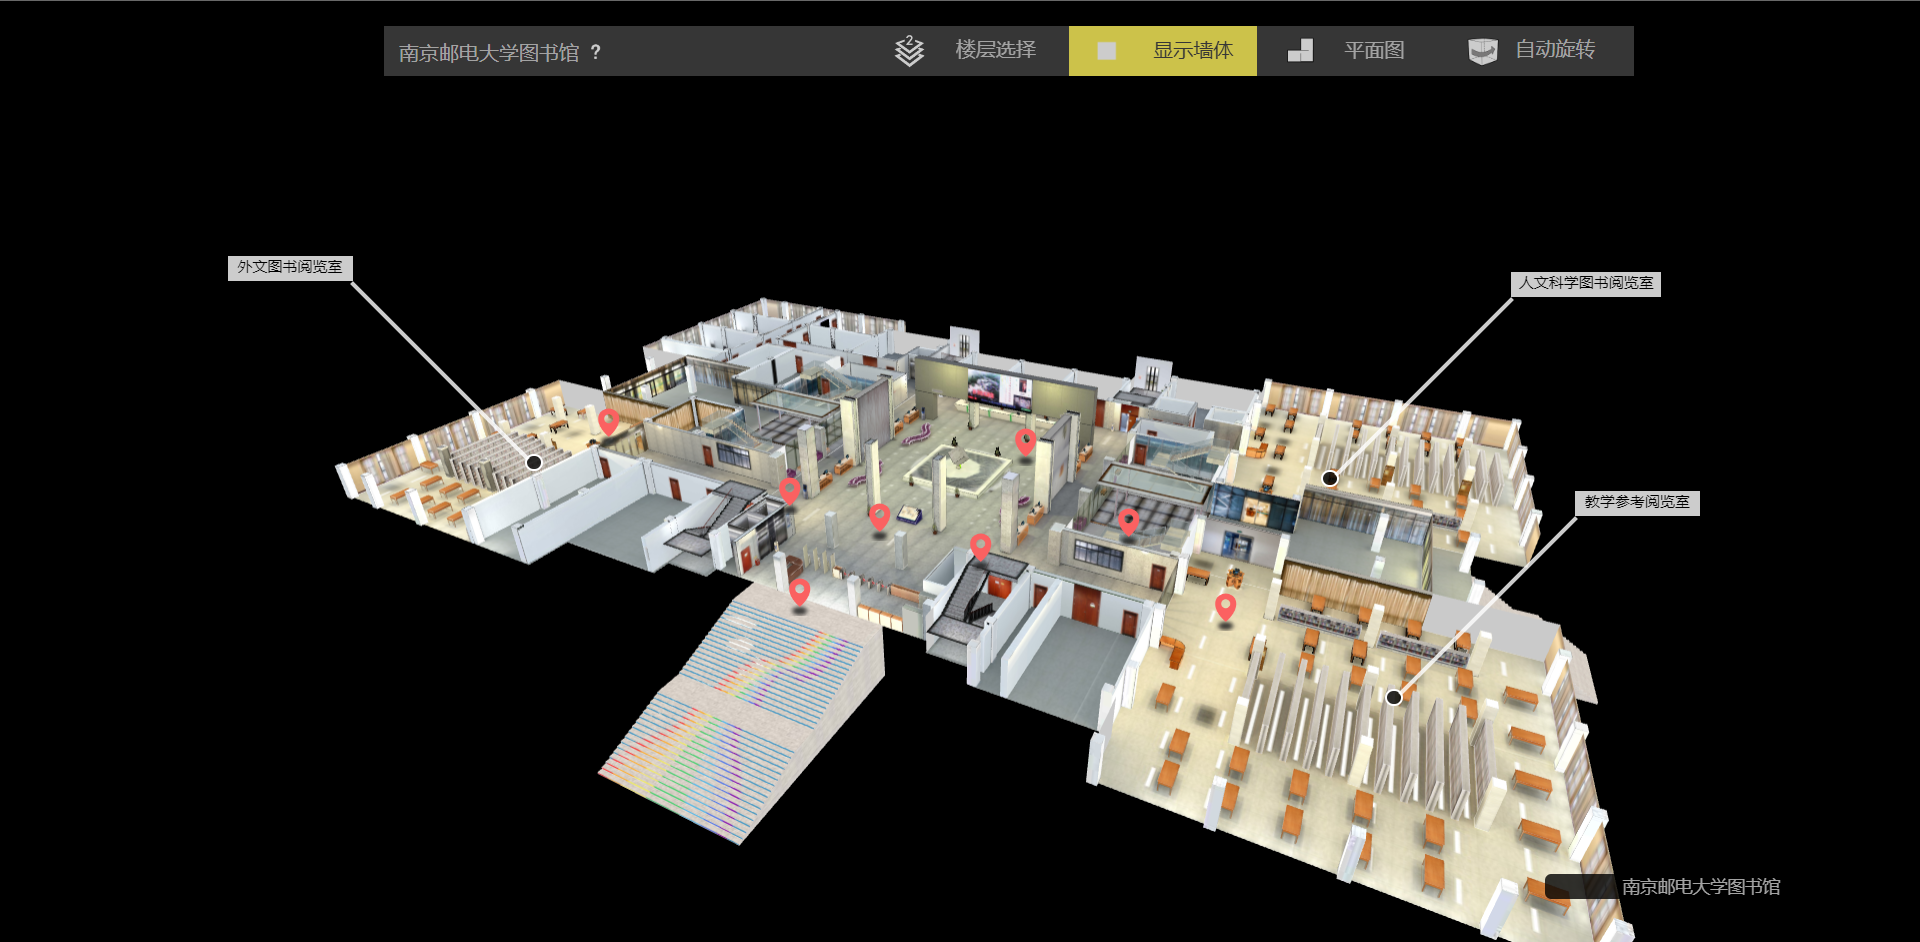 南京邮电大学图书馆 ?
2
楼层选择
显示墙体
平面图
自动旋转
外文图书阅览室
人文科学图书阅览室
教学参考阅览室
南京邮电大学图书馆